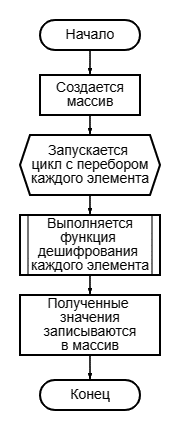 Начало
Создается
массив
Запускается
цикл с перебором
каждого элемента
Выполняется
функция
дешифрования
каждого элемента
Полученные
значения
записываются
в массив
Конец